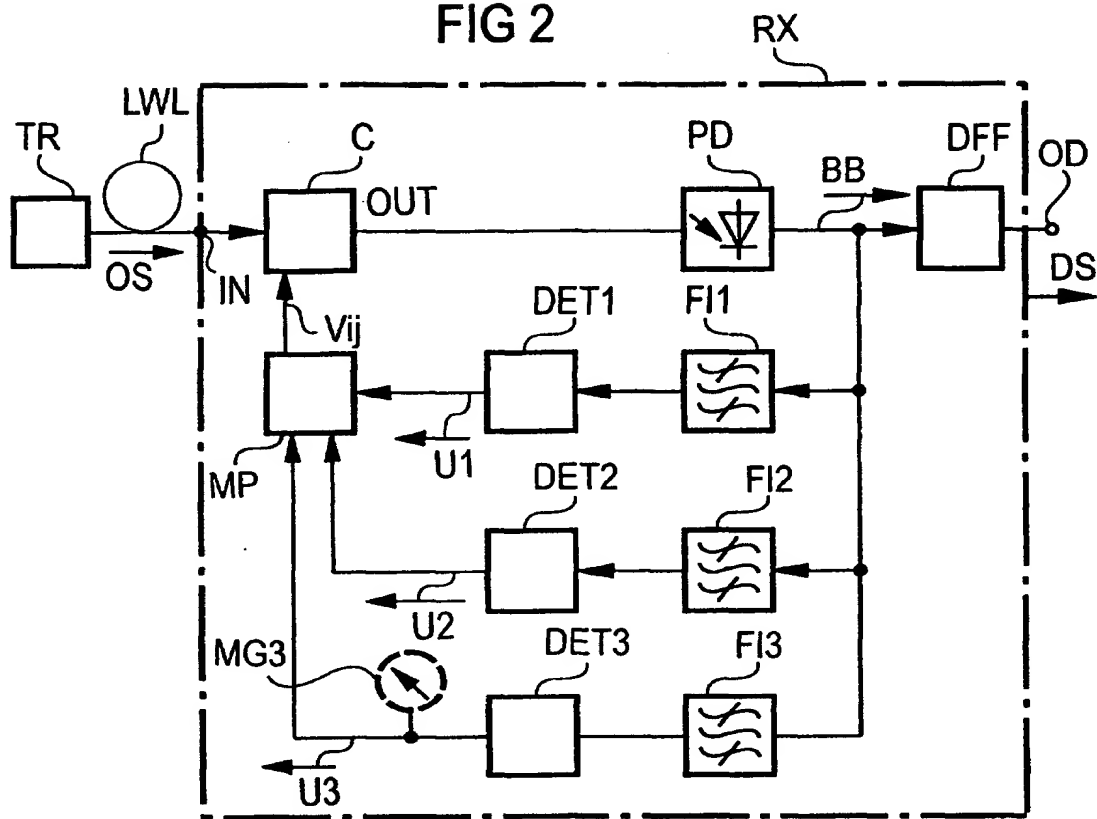 FIG 2
RX
LWL
TR
C
PD
DFF
OD
BB
OUT
OS
IN
DS
Vij
DET1
FI1
MP
U1
DET2
FI2
U2
MG3
DET3
FI3
U3